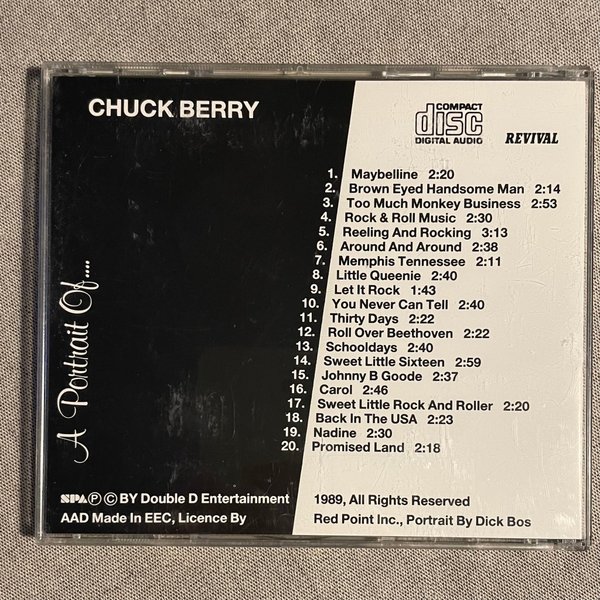 CHUCK BERRY
COMPACT
disc
DIGITAL AUDIO
REVIVAL
A Portrait Of....
1. Maybelline 2:20
2. Brown Eyed Handsome Man 2:14
3. Too Much Monkey Business 2:53
4. Rock & Roll Music 2:30
5. Reeling And Rocking 3:13
6. Around And Around 2:38
7. Memphis Tennessee 2:11
8. Little Queenie 2:40
9. Let It Rock 1:43
10. You Never Can Tell 2:40
11. Thirty Days 2:22
12. Roll Over Beethoven 2:22
13. Schooldays 2:40
14. Sweet Little Sixteen 2:59
15. Johnny B Goode 2:37
16. Carol 2:46
17. Sweet Little Rock And Roller 2:20
18. Back In The USA 2:23
19. Nadine 2:30
20. Promised Land 2:18
SPA ℗ © BY Double D Entertainment 1989, All Rights Reserved
AAD Made In EEC, Licence By Red Point Inc., Portrait By Dick Bos